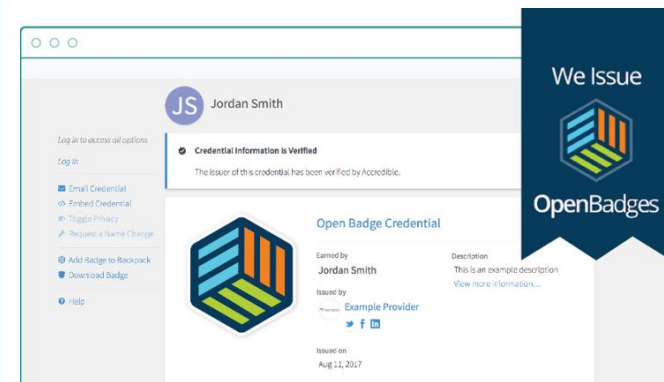 We Issue
OpenBadges
JS Jordan Smith
Log in to access all options
Log In
Email Credential
Embed Credential
Toggle Privacy
Request a Name Change
Add Badge to Backpack
Download Badge
Help
Credential Information is Verified
The issuer of this credential has been verified by Accredible.
Open Badge Credential
Earned by
Jordan Smith
Issued by
Example Provider
Issued on
Aug 11, 2017
Description
This is an example description
View more information....